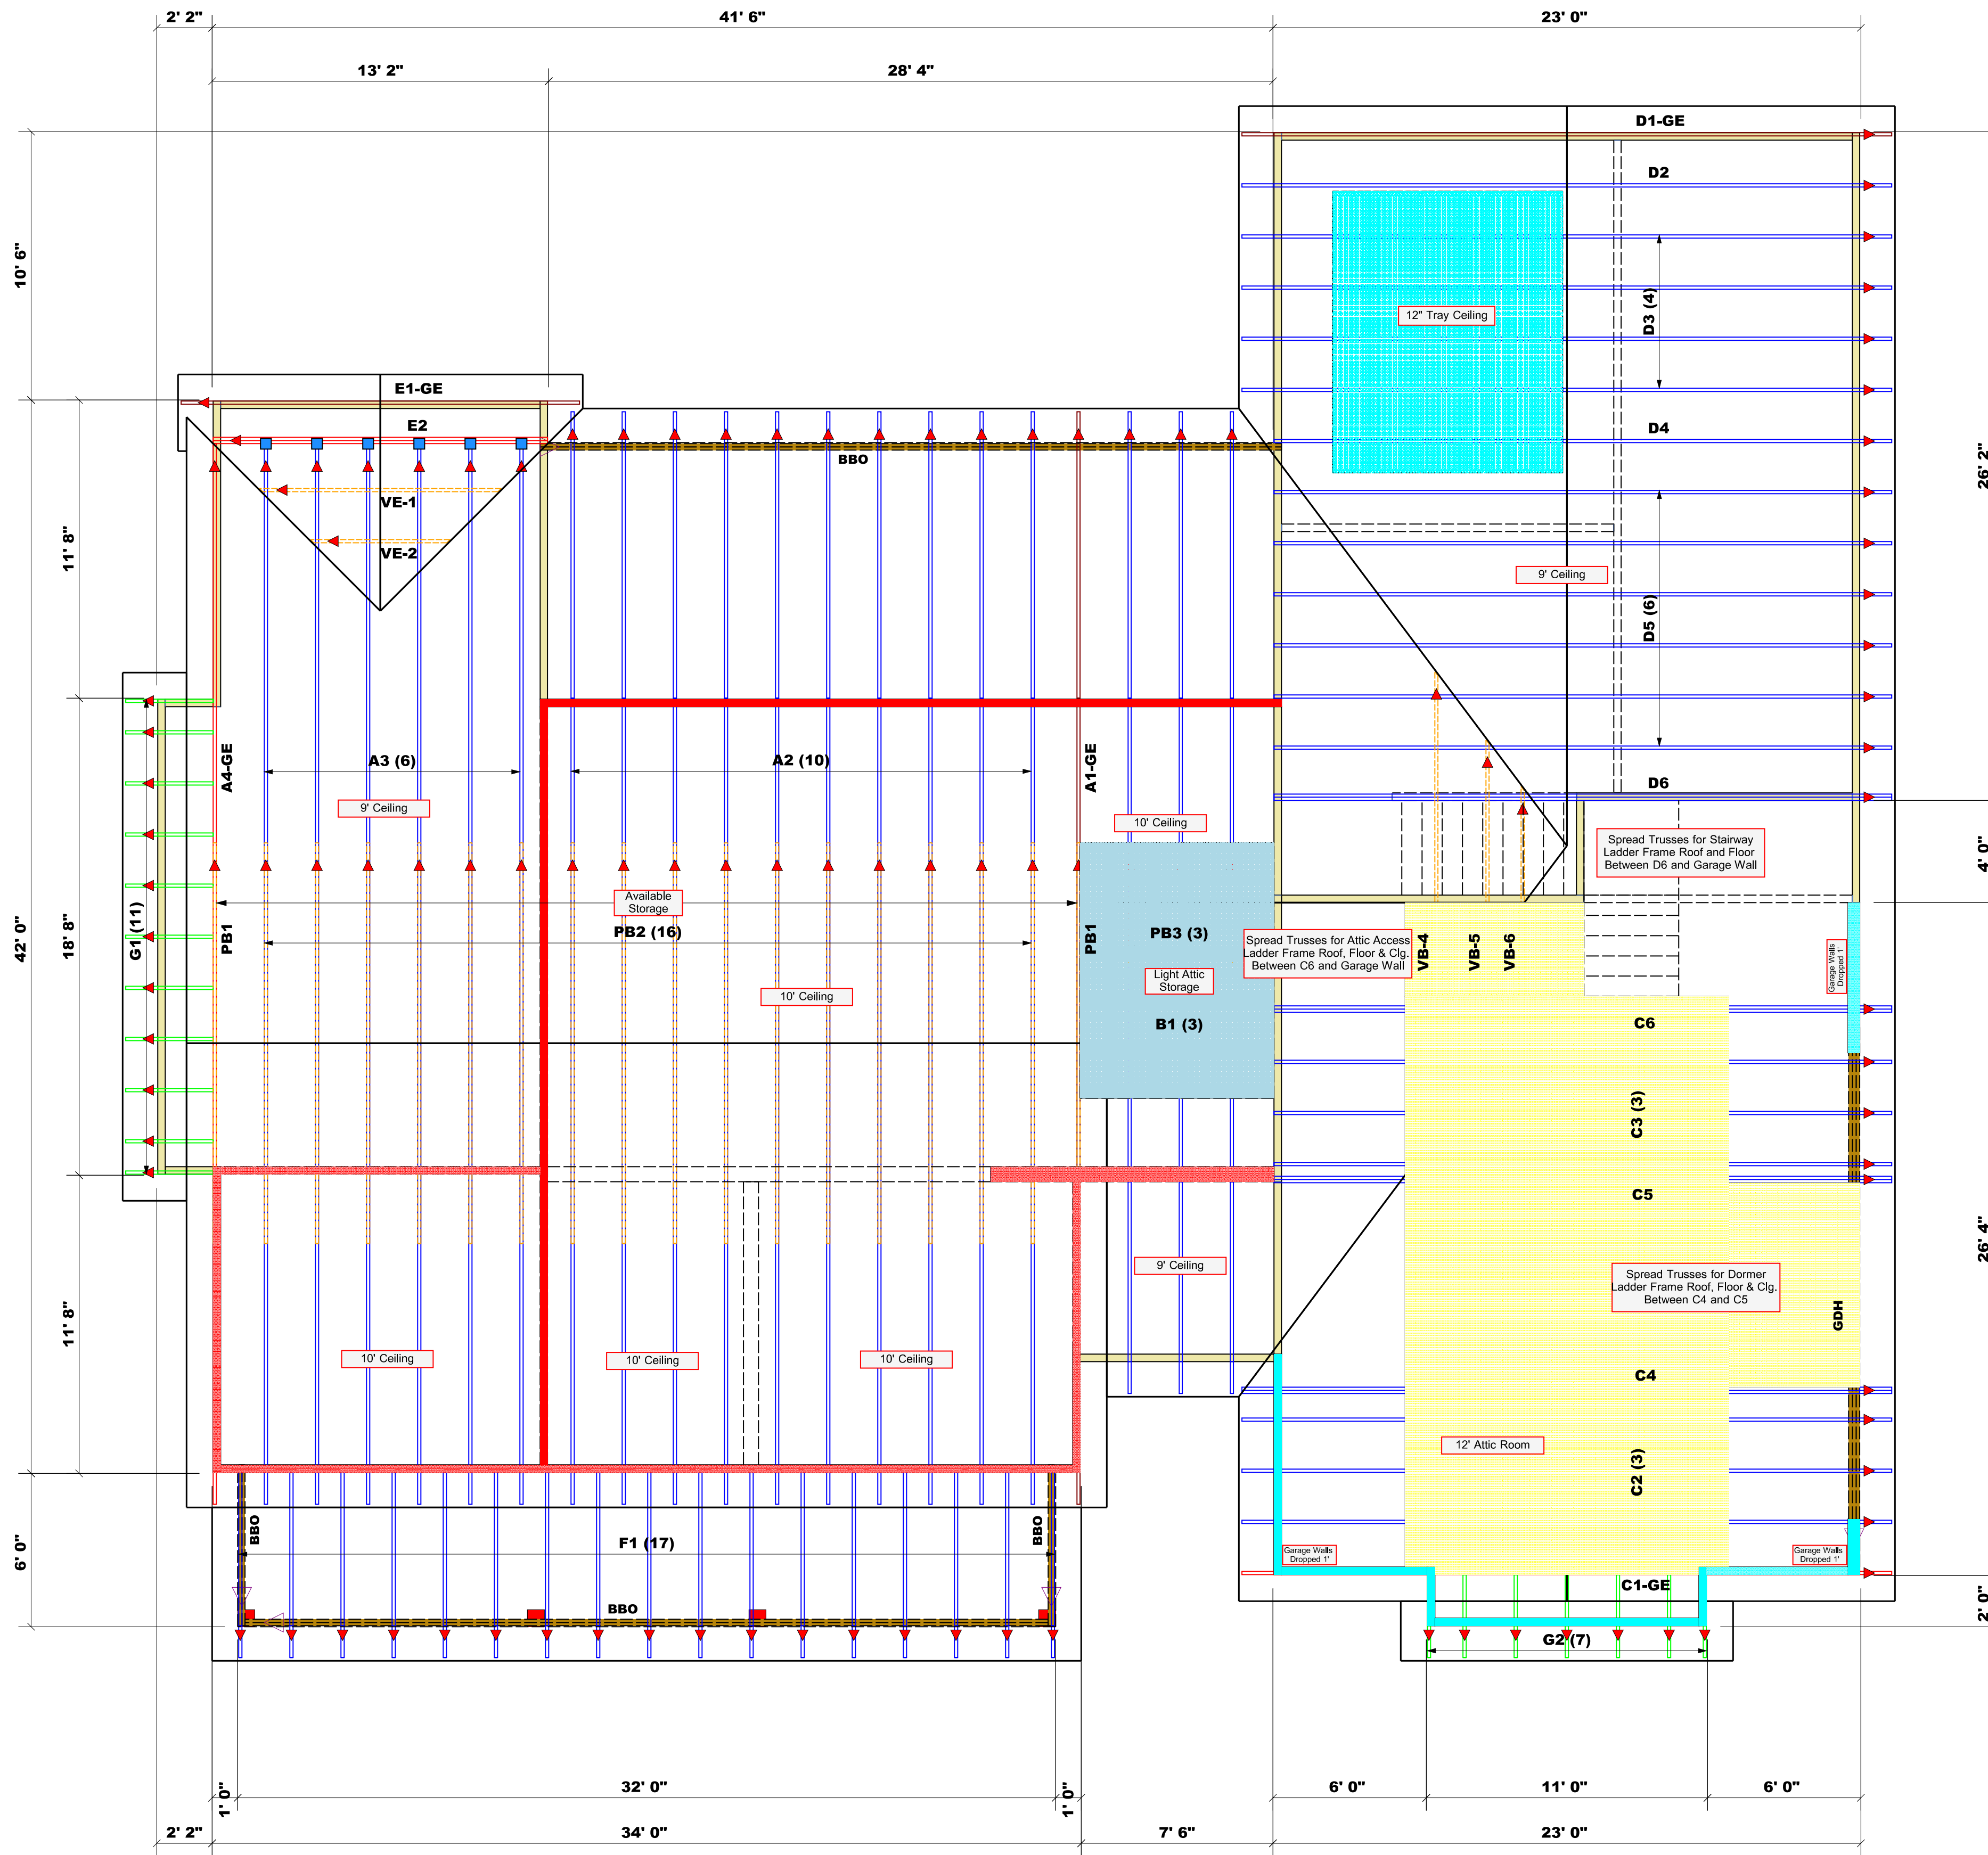 2' 2"
41' 6"
23' 0"
13' 2"
28' 4"
D1-GE
D2
10' 6"
12" Tray Ceiling
D3 (4)
E1-GE
E2
D4
BBO
26' 2"
VE-1
VE-2
11' 8"
9' Ceiling
D5 (6)
A4-GE
A3 (6)
A2 (10)
A1-GE
D6
9' Ceiling
10' Ceiling
Spread Trusses for Stairway
Ladder Frame Roof and Floor
Between D6 and Garage Wall
4' 0"
Available
Storage
G1 (11)
42' 0"
18' 8"
PB1
PB2 (16)
PB1
PB3 (3)
Spread Trusses for Attic Access
Ladder Frame Roof, Floor & Clg.
Between C6 and Garage Wall
VB-4
VB-5
VB-6
Garage Walls
Dropped 1'
Light Attic
Storage
10' Ceiling
B1 (3)
C6
C3 (3)
C5
26' 4"
9' Ceiling
Spread Trusses for Dormer
Ladder Frame Roof, Floor & Clg.
Between C4 and C5
GDH
11' 8"
10' Ceiling
10' Ceiling
10' Ceiling
C4
12' Attic Room
C2 (3)
BBO
F1 (17)
BBO
6' 0"
Garage Walls
Dropped 1'
Garage Walls
Dropped 1'
C1-GE
BBO
2' 0"
G2 (7)
1' 0"
32' 0"
1' 0"
6' 0"
11' 0"
6' 0"
2' 2"
34' 0"
7' 6"
23' 0"